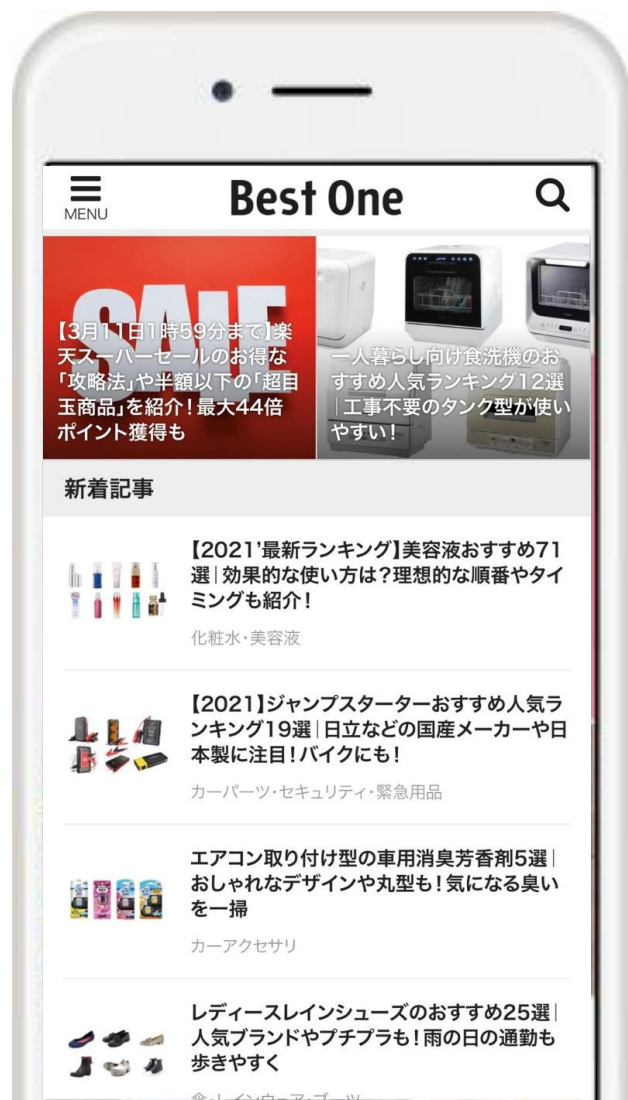 MENU
Best One
SALE
【3月11日1時59分まで】楽
天スーパーセールのお得な
「攻略法」や半額以下の「超目
玉商品」を紹介！最大44倍
ポイント獲得も
一人暮らし向け食洗機のお
すすめ人気ランキング12選
|工事不要のタンク型が使い
やすい！
新着記事
【2021'最新ランキング】美容液おすすめ71
選|効果的な使い方は？理想的な順番やタイ
ミングも紹介！
化粧水・美容液
【2021】ジャンプスターターおすすめ人気ラ
ンキング19選|日立などの国産メーカーや日
本製に注目！バイクにも！
カーパーツ・セキュリティ・緊急用品
エアコン取り付け型の車用消臭芳香剤5選|
おしゃれなデザインや丸型も！気になる臭い
を一掃
カーアクセサリ
レディースレインシューズのおすすめ25選|
人気ブランドやプチプラも！雨の日の通勤も
歩きやすく
傘・レインウェア・ブーツ